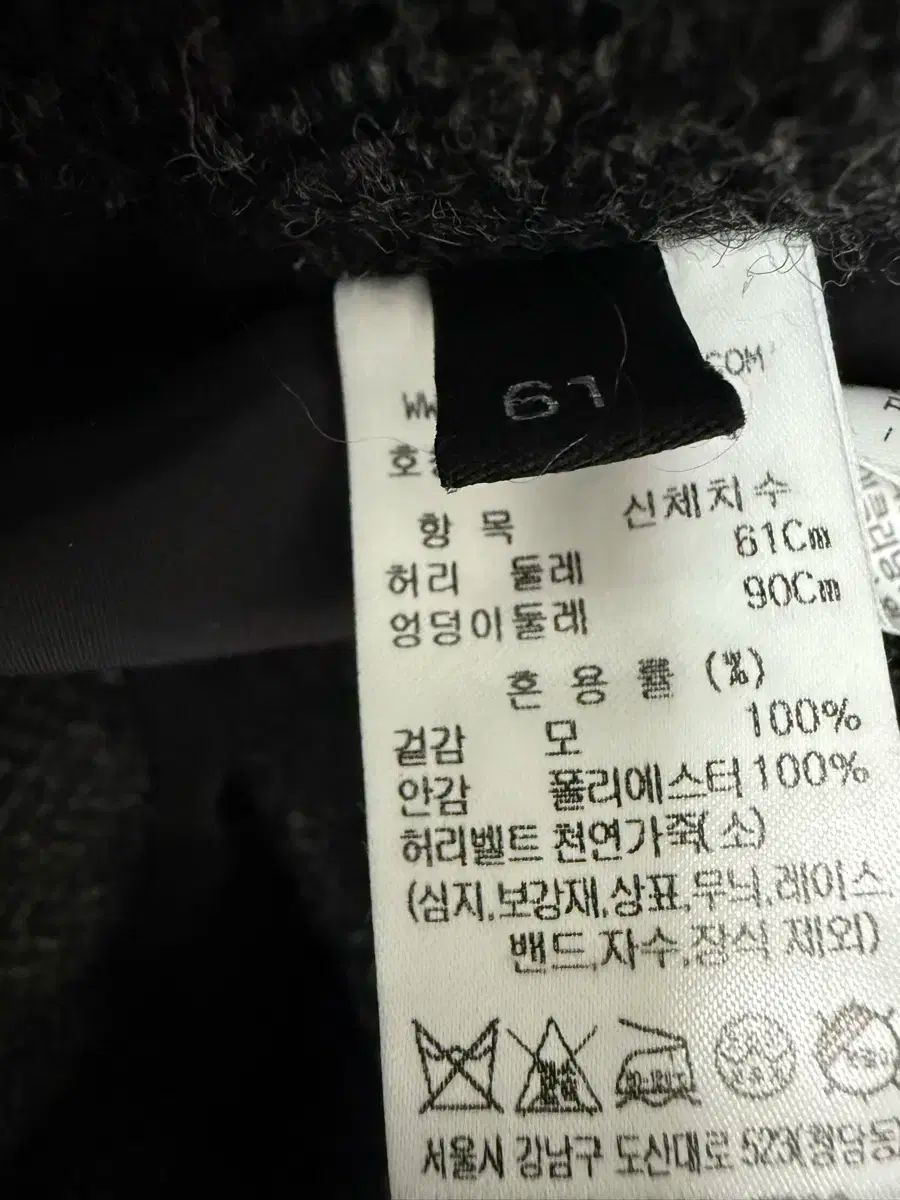 61
.COM
항 목 신체치수
허리 둘레 61Cm
엉덩이둘레 90Cm
혼 용 률 (%)
겉감 모 100%
안감 폴리에스터 100%
허리벨트 천연가죽(소)
(심지,보강재,상표,무늬,레이스,
밴드,자수,장식 제외)
서울시 강남구 도산대로 523(청담동)